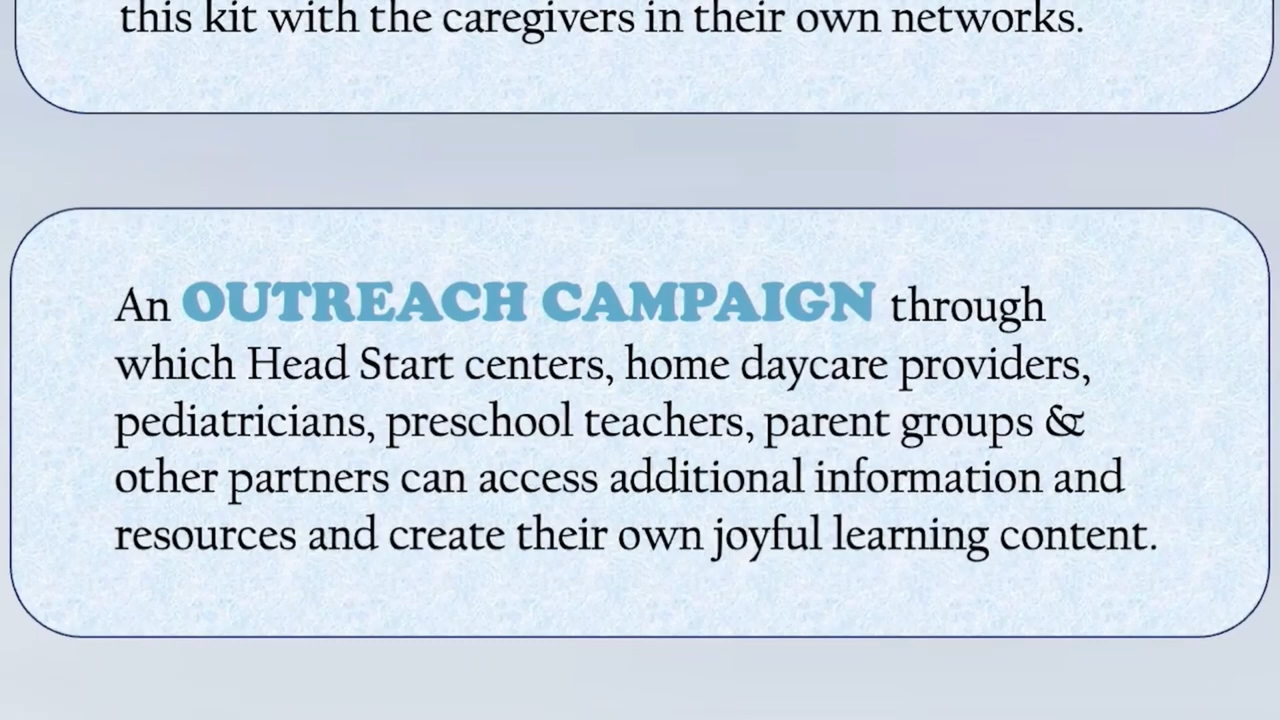 this kit with the caregivers in their own networks.
An OUTREACH CAMPAIGN through
which Head Start centers, home daycare providers,
pediatricians, preschool teachers, parent groups &
other partners can access additional information and
resources and create their own joyful learning content.